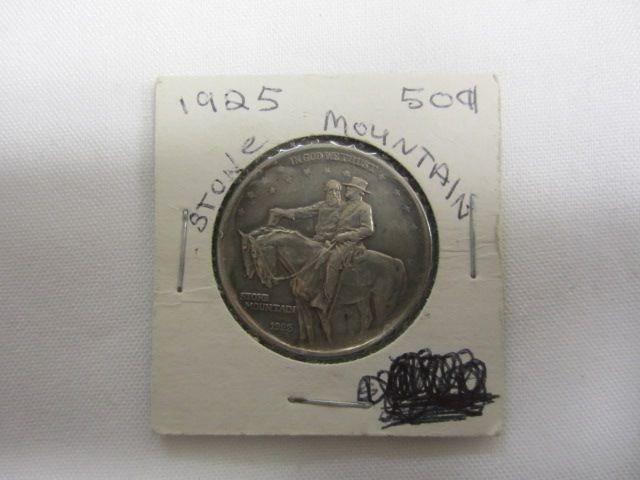 1925 50¢
STONE MOUNTAIN
IN GOD WE TRUST
STONE
MOUNTAIN
1925